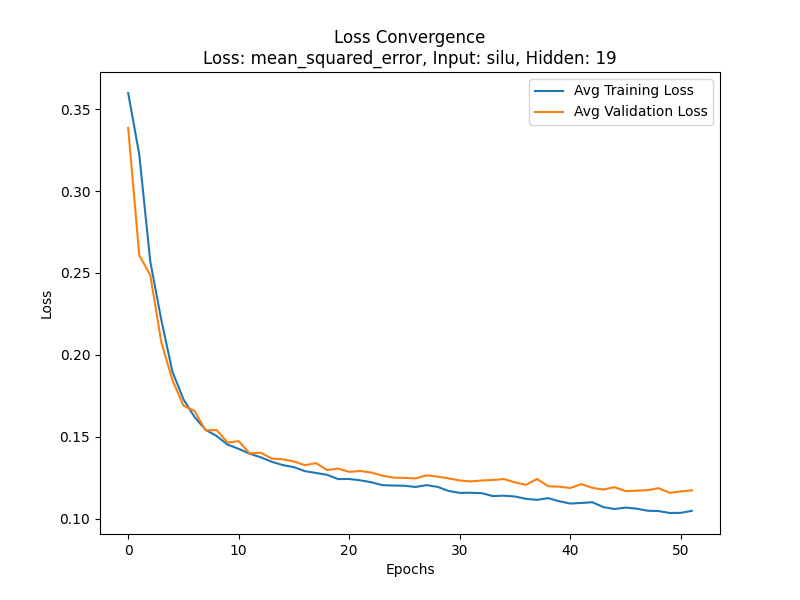 Loss Convergence
Loss: mean_squared_error, Input: silu, Hidden: 19
Avg Training Loss
Avg Validation Loss
0.35
0.30
0.25
0.20
0.15
0.10
Loss
0 10 20 30 40 50
Epochs